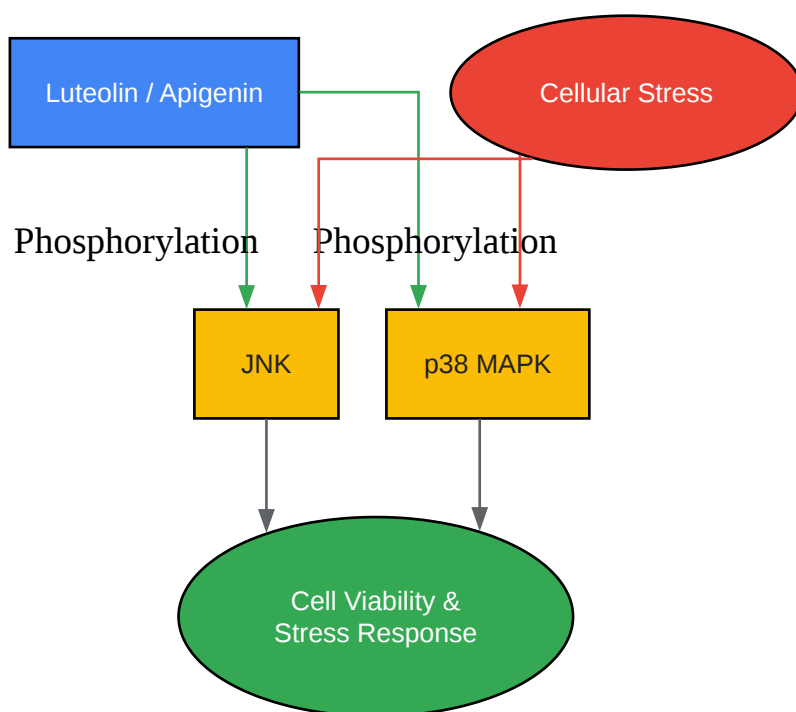 Luteolin / Apigenin
Cellular Stress
Phosphorylation
Phosphorylation
JNK
p38 MAPK
Cell Viability &
Stress Response